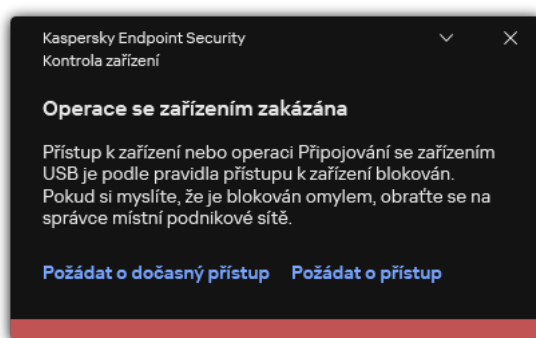 Kaspersky Endpoint Security
Kontrola zařízení
Operace se zařízením zakázána
Přístup k zařízení nebo operaci Připojování se zařízením
USB je podle pravidla přístupu k zařízení blokován.
Pokud si myslíte, že je blokován omylem, obraťte se na
správce místní podnikové sítě.
Požádat o dočasný přístup Požádat o přístup